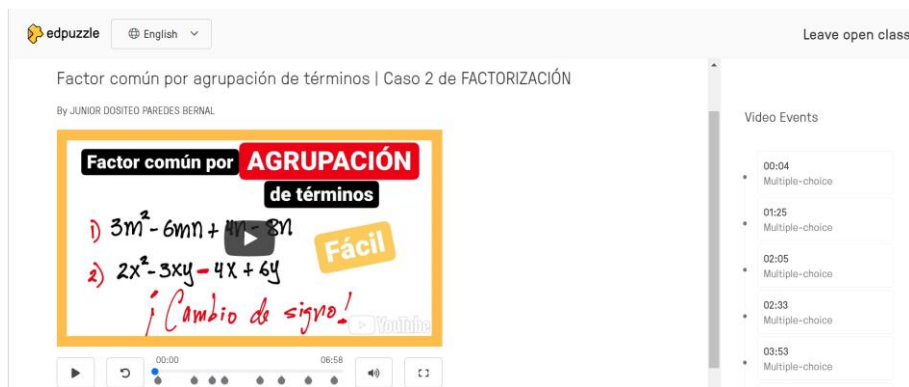 edpuzzle
English
Leave open class
Factor común por agrupación de términos | Caso 2 de FACTORIZACIÓN
By JUNIOR DOSITEO PAREDES BERNAL
Factor común por AGRUPACIÓN
de términos
1) 3m²-6mn+4n-8n
2) 2x²-3xy-4x+6y
Fácil
¡Cambio de signo!
YouTube
00:00
06:58
Video Events
00:04
Multiple-choice
01:25
Multiple-choice
02:05
Multiple-choice
02:33
Multiple-choice
03:53
Multiple-choice